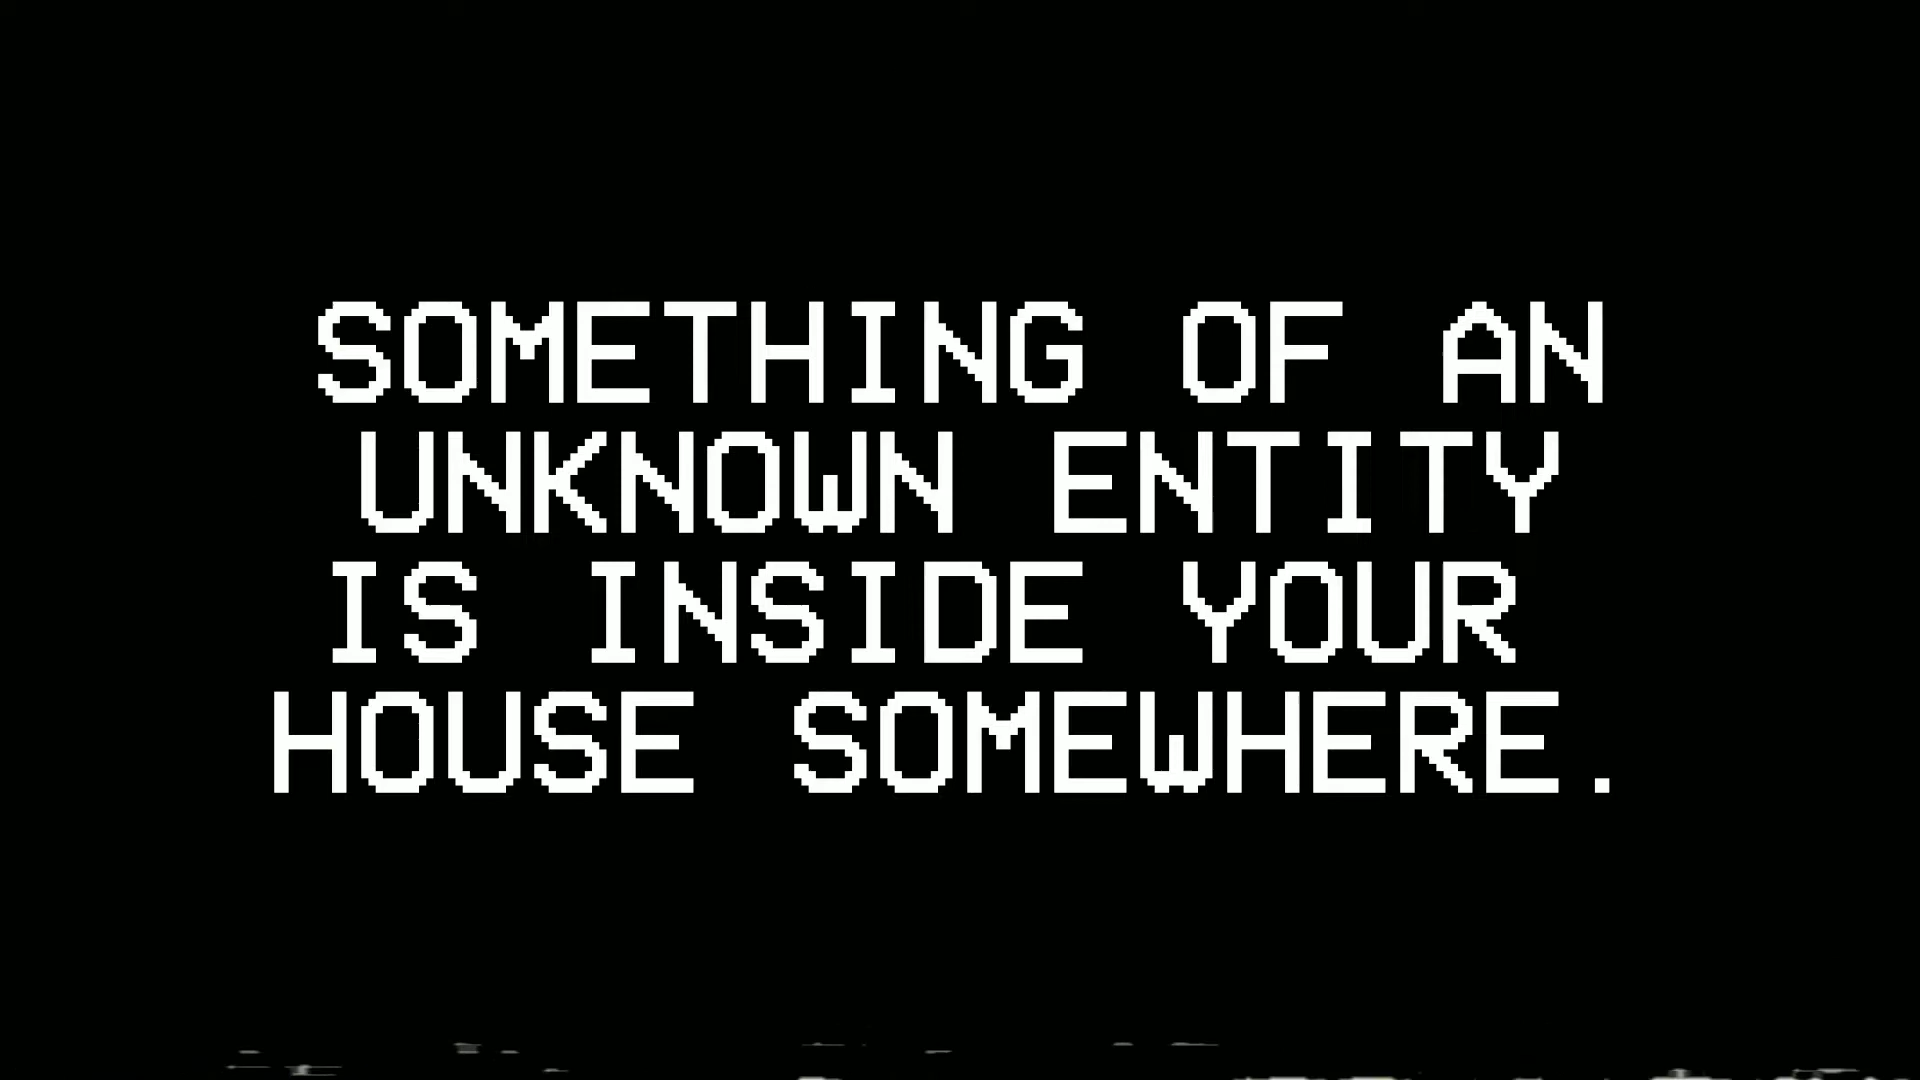 SOMETHING OF AN
UNKNOWN ENTITY
IS INSIDE YOUR
HOUSE SOMEWHERE.